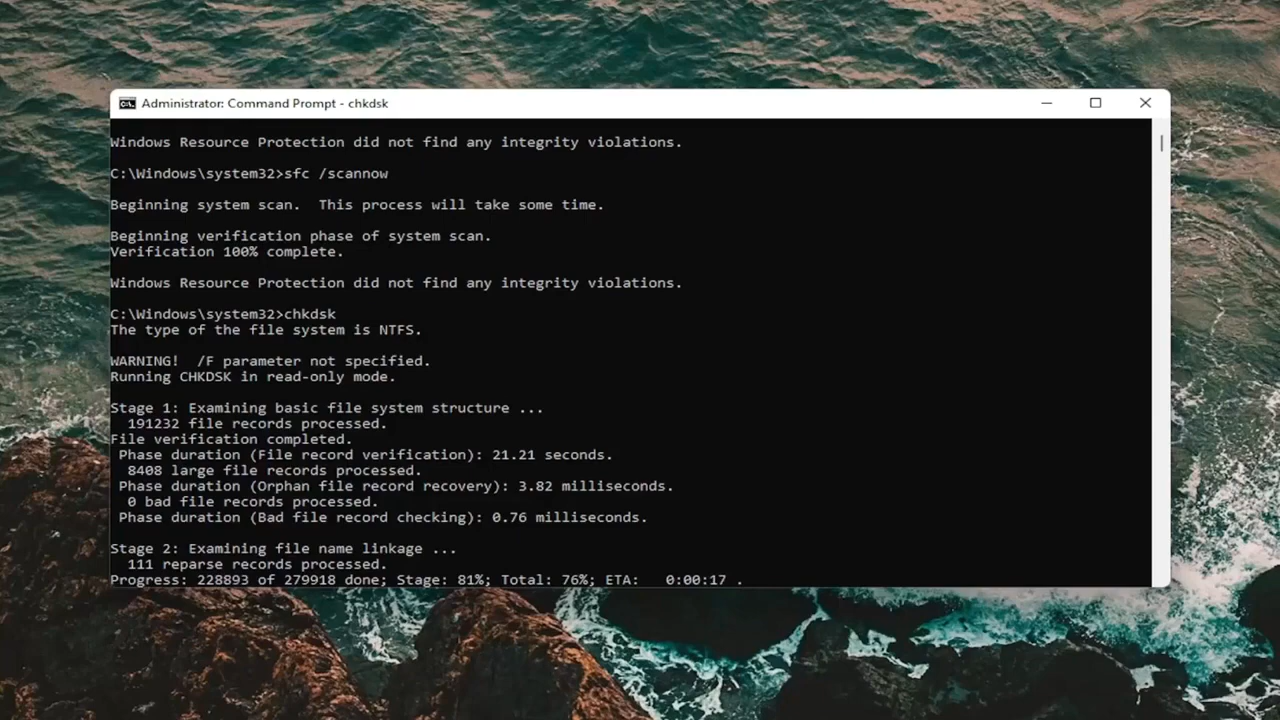 Administrator: Command Prompt - chkdsk
Windows Resource Protection did not find any integrity violations.
C:\Windows\system32>sfc /scannow
Beginning system scan.  This process will take some time.
Beginning verification phase of system scan.
Verification 100% complete.
Windows Resource Protection did not find any integrity violations.
C:\Windows\system32>chkdsk
The type of the file system is NTFS.
WARNING!  /F parameter not specified.
Running CHKDSK in read-only mode.
Stage 1: Examining basic file system structure ...
191232 file records processed.
File verification completed.
Phase duration (File record verification): 21.21 seconds.
8408 large file records processed.
Phase duration (Orphan file record recovery): 3.82 milliseconds.
0 bad file records processed.
Phase duration (Bad file record checking): 0.76 milliseconds.
Stage 2: Examining file name linkage ...
111 reparse records processed.
Progress: 228893 of 279918 done; Stage: 81%; Total: 76%; ETA:   0:00:17 .